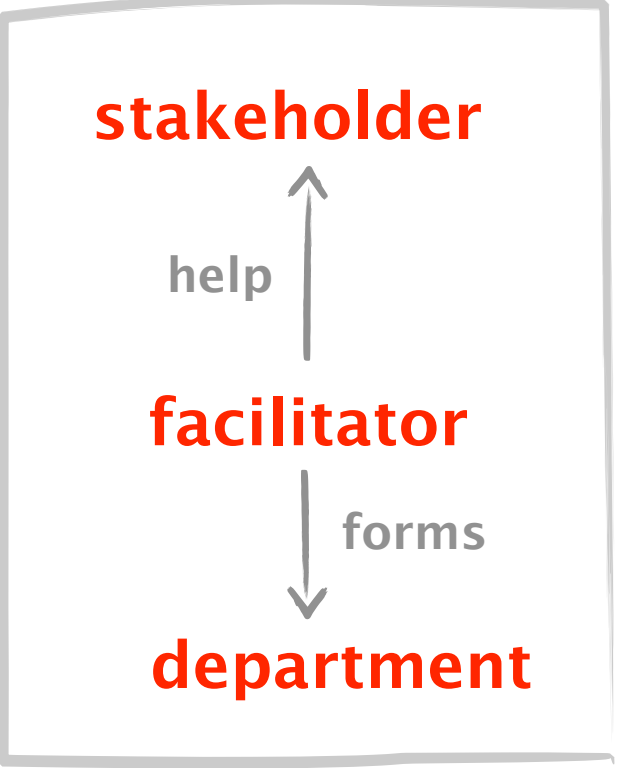 stakeholder
help
facilitator
forms
department